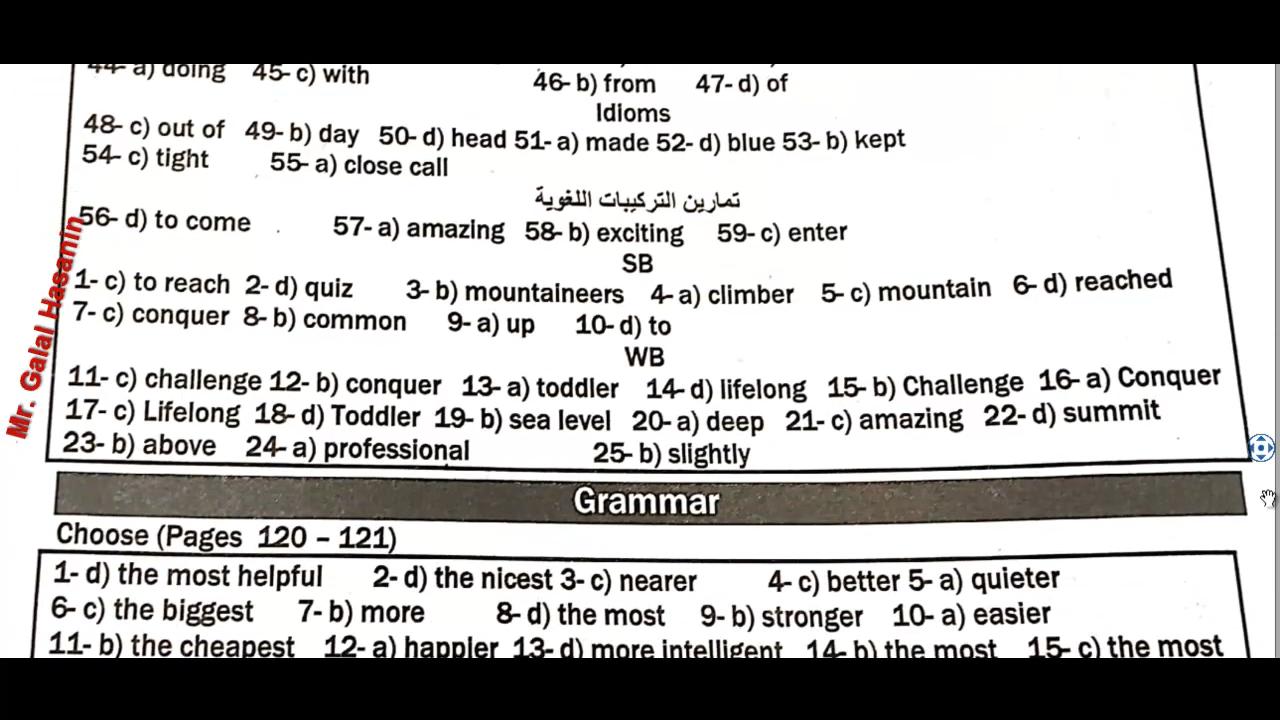 44- a) doing 45- c) with 46- b) from 47- d) of
Idioms
48- c) out of 49- b) day 50- d) head 51- a) made 52- d) blue 53- b) kept
54- c) tight 55- a) close call
تمارين التركيبات اللغوية
56- d) to come 57- a) amazing 58- b) exciting 59- c) enter
SB
1- c) to reach 2- d) quiz 3- b) mountaineers 4- a) climber 5- c) mountain 6- d) reached
7- c) conquer 8- b) common 9- a) up 10- d) to
WB
11- c) challenge 12- b) conquer 13- a) toddler 14- d) lifelong 15- b) Challenge 16- a) Conquer
17- c) Lifelong 18- d) Toddler 19- b) sea level 20- a) deep 21- c) amazing 22- d) summit
23- b) above 24- a) professional 25- b) slightly
Mr. Galal Hasanin
Grammar
Choose (Pages 120 – 121)
1- d) the most helpful 2- d) the nicest 3- c) nearer 4- c) better 5- a) quieter
6- c) the biggest 7- b) more 8- d) the most 9- b) stronger 10- a) easier
11- b) the cheapest 12- a) happier 13- d) more intelligent 14- b) the most 15- c) the most